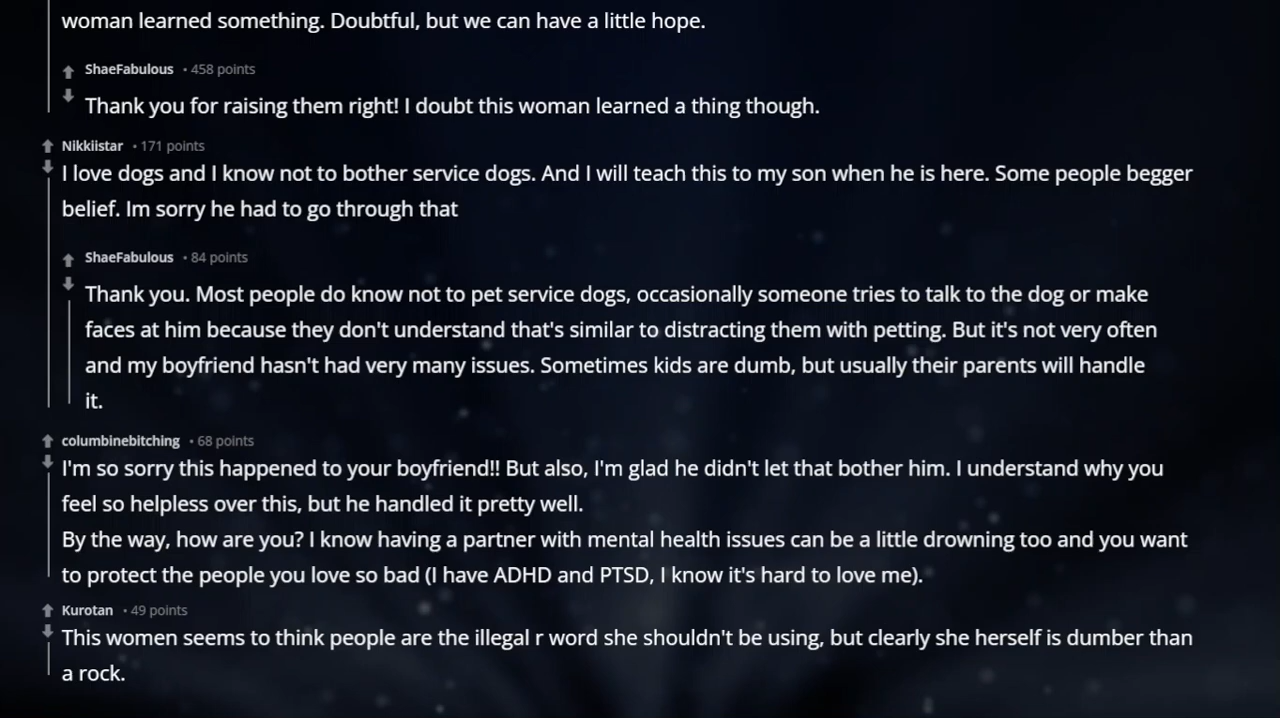 woman learned something. Doubtful, but we can have a little hope.
ShaeFabulous • 458 points
Thank you for raising them right! I doubt this woman learned a thing though.
Nikkiistar • 171 points
I love dogs and I know not to bother service dogs. And I will teach this to my son when he is here. Some people begger
belief. Im sorry he had to go through that
ShaeFabulous • 84 points
Thank you. Most people do know not to pet service dogs, occasionally someone tries to talk to the dog or make
faces at him because they don't understand that's similar to distracting them with petting. But it's not very often
and my boyfriend hasn't had very many issues. Sometimes kids are dumb, but usually their parents will handle
it.
columbinebitching • 68 points
I'm so sorry this happened to your boyfriend!! But also, I'm glad he didn't let that bother him. I understand why you
feel so helpless over this, but he handled it pretty well.
By the way, how are you? I know having a partner with mental health issues can be a little drowning too and you want
to protect the people you love so bad (I have ADHD and PTSD, I know it's hard to love me).
Kurotan • 49 points
This women seems to think people are the illegal r word she shouldn't be using, but clearly she herself is dumber than
a rock.